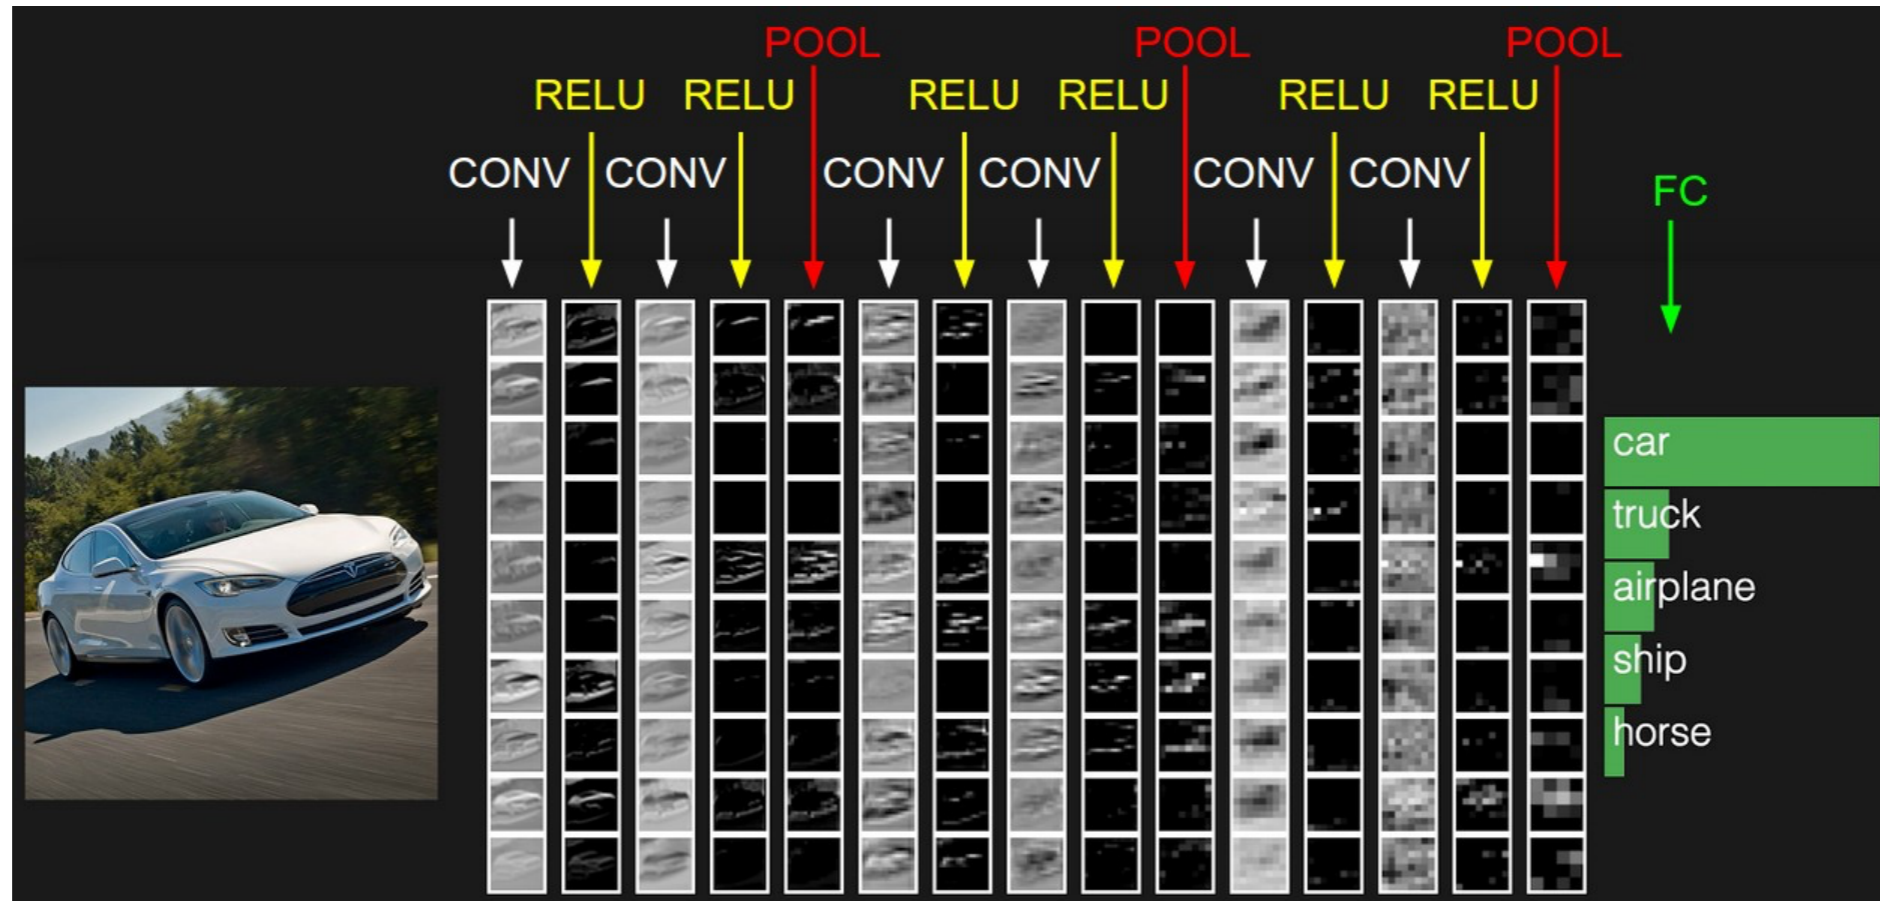 POOL POOL POOL
RELU RELU RELU RELU RELU RELU
CONV CONV CONV CONV CONV CONV
FC
car
truck
airplane
ship
horse